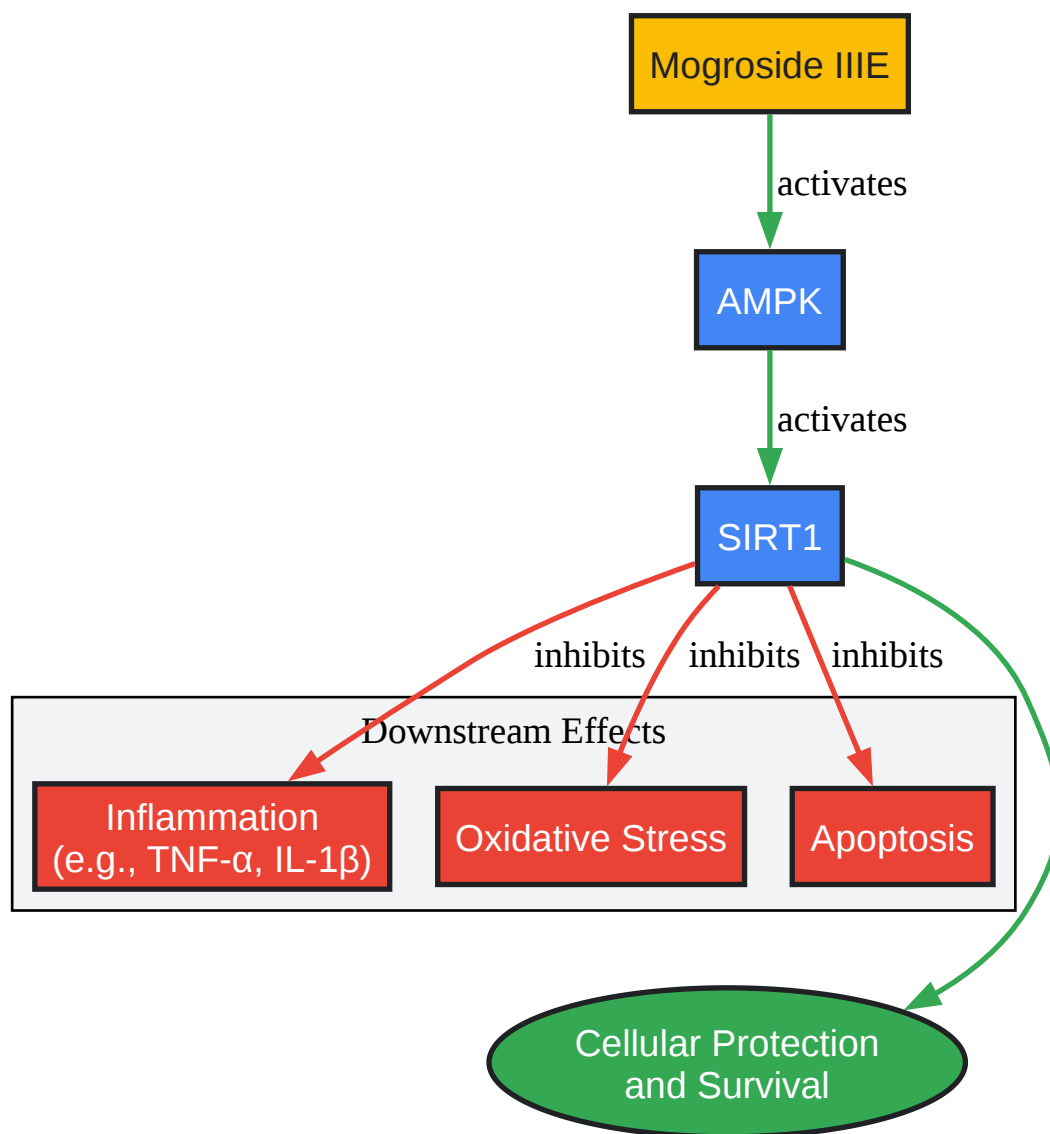 Mogroside IIIE
activates
AMPK
activates
SIRT1
inhibits
inhibits
inhibits
Downstream Effects
Inflammation
(e.g., TNF-α, IL-1β)
Oxidative Stress
Apoptosis
Cellular Protection
and Survival